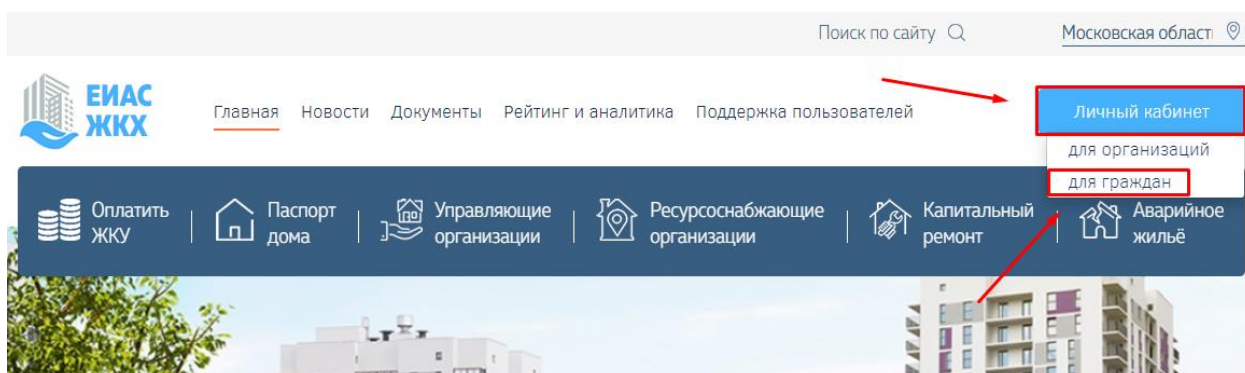 Поиск по сайту
Московская област
ЕИАС
ЖКХ
Главная Новости Документы Рейтинг и аналитика Поддержка пользователей
Личный кабинет
для организаций
для граждан
Оплатить
ЖКУ
Паспорт
дома
Управляющие
организации
Ресурсоснабжающие
организации
Капитальный
ремонт
Аварийное
жильё